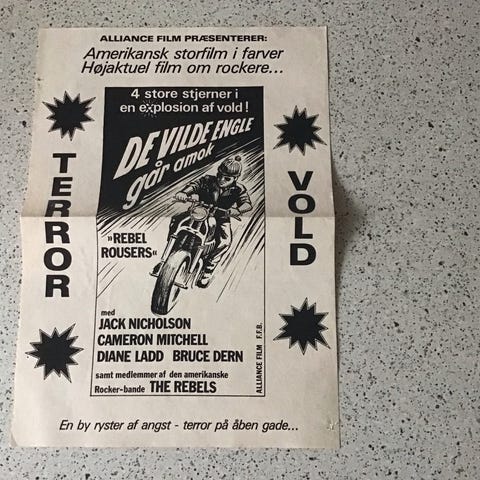 ALLIANCE FILM PRÆSENTERER:
Amerikansk storfilm i farver
Højaktuel film om rockere...
4 store stjerner i
en explosion af vold!
DE VILDE ENGLE
går amok
TERROR
VOLD
»REBEL
ROUSERS«
med
JACK NICHOLSON
CAMERON MITCHELL
DIANE LADD BRUCE DERN
samt medlemmer af den amerikanske
Rocker-bande THE REBELS
ALLIANCE FILM F.F.B.
En by ryster af angst - terror på åben gade...